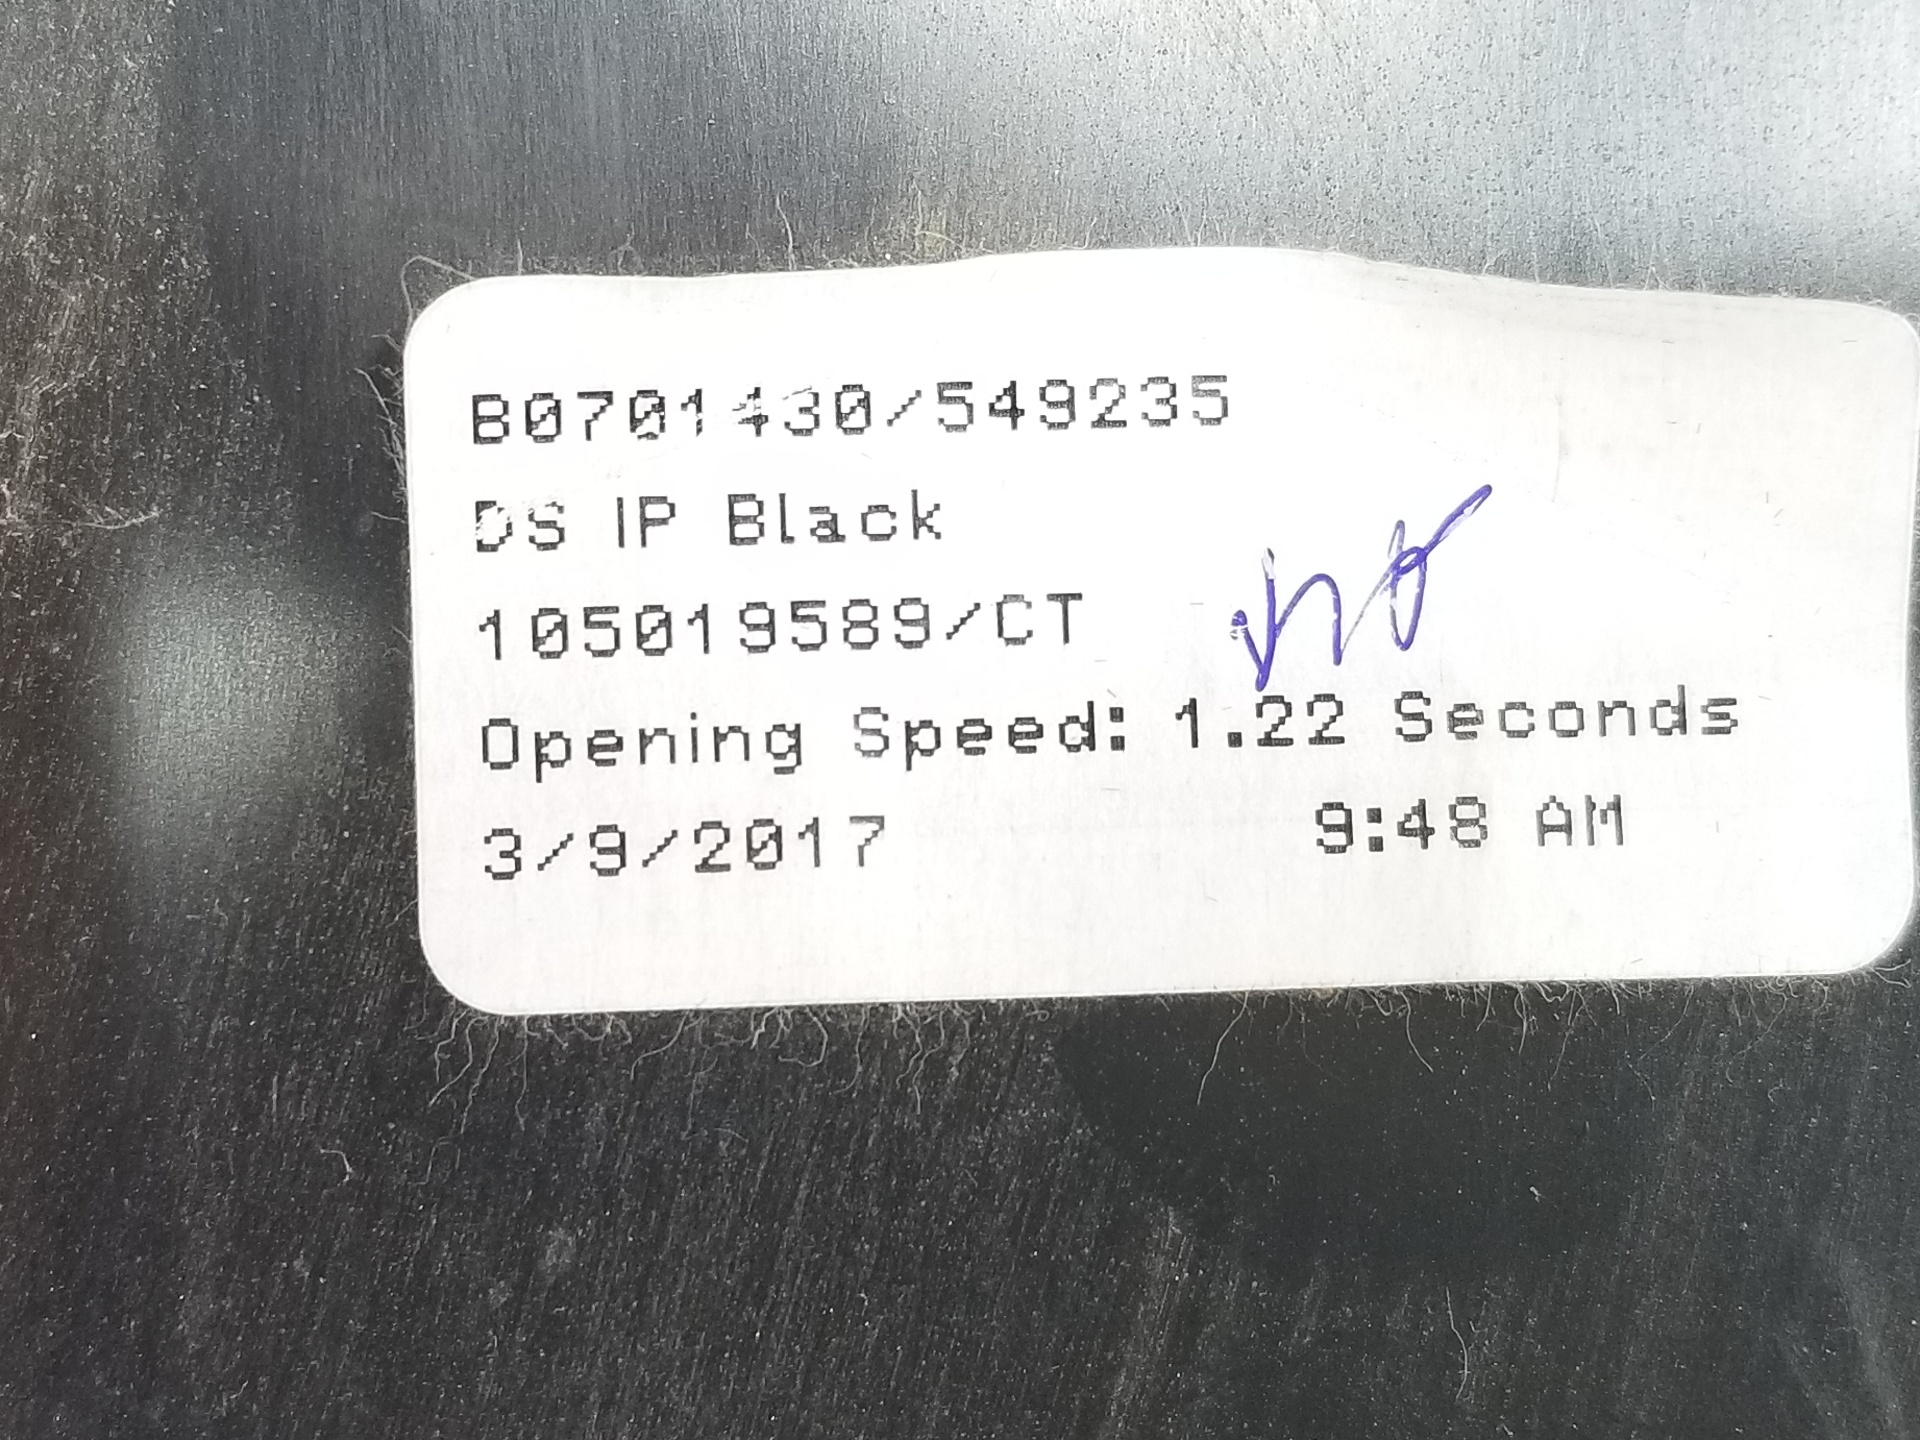 B0701430/549235
DS IP Black
105019589/CT
Opening Speed: 1.22 Seconds
3/9/2017 9:48 AM